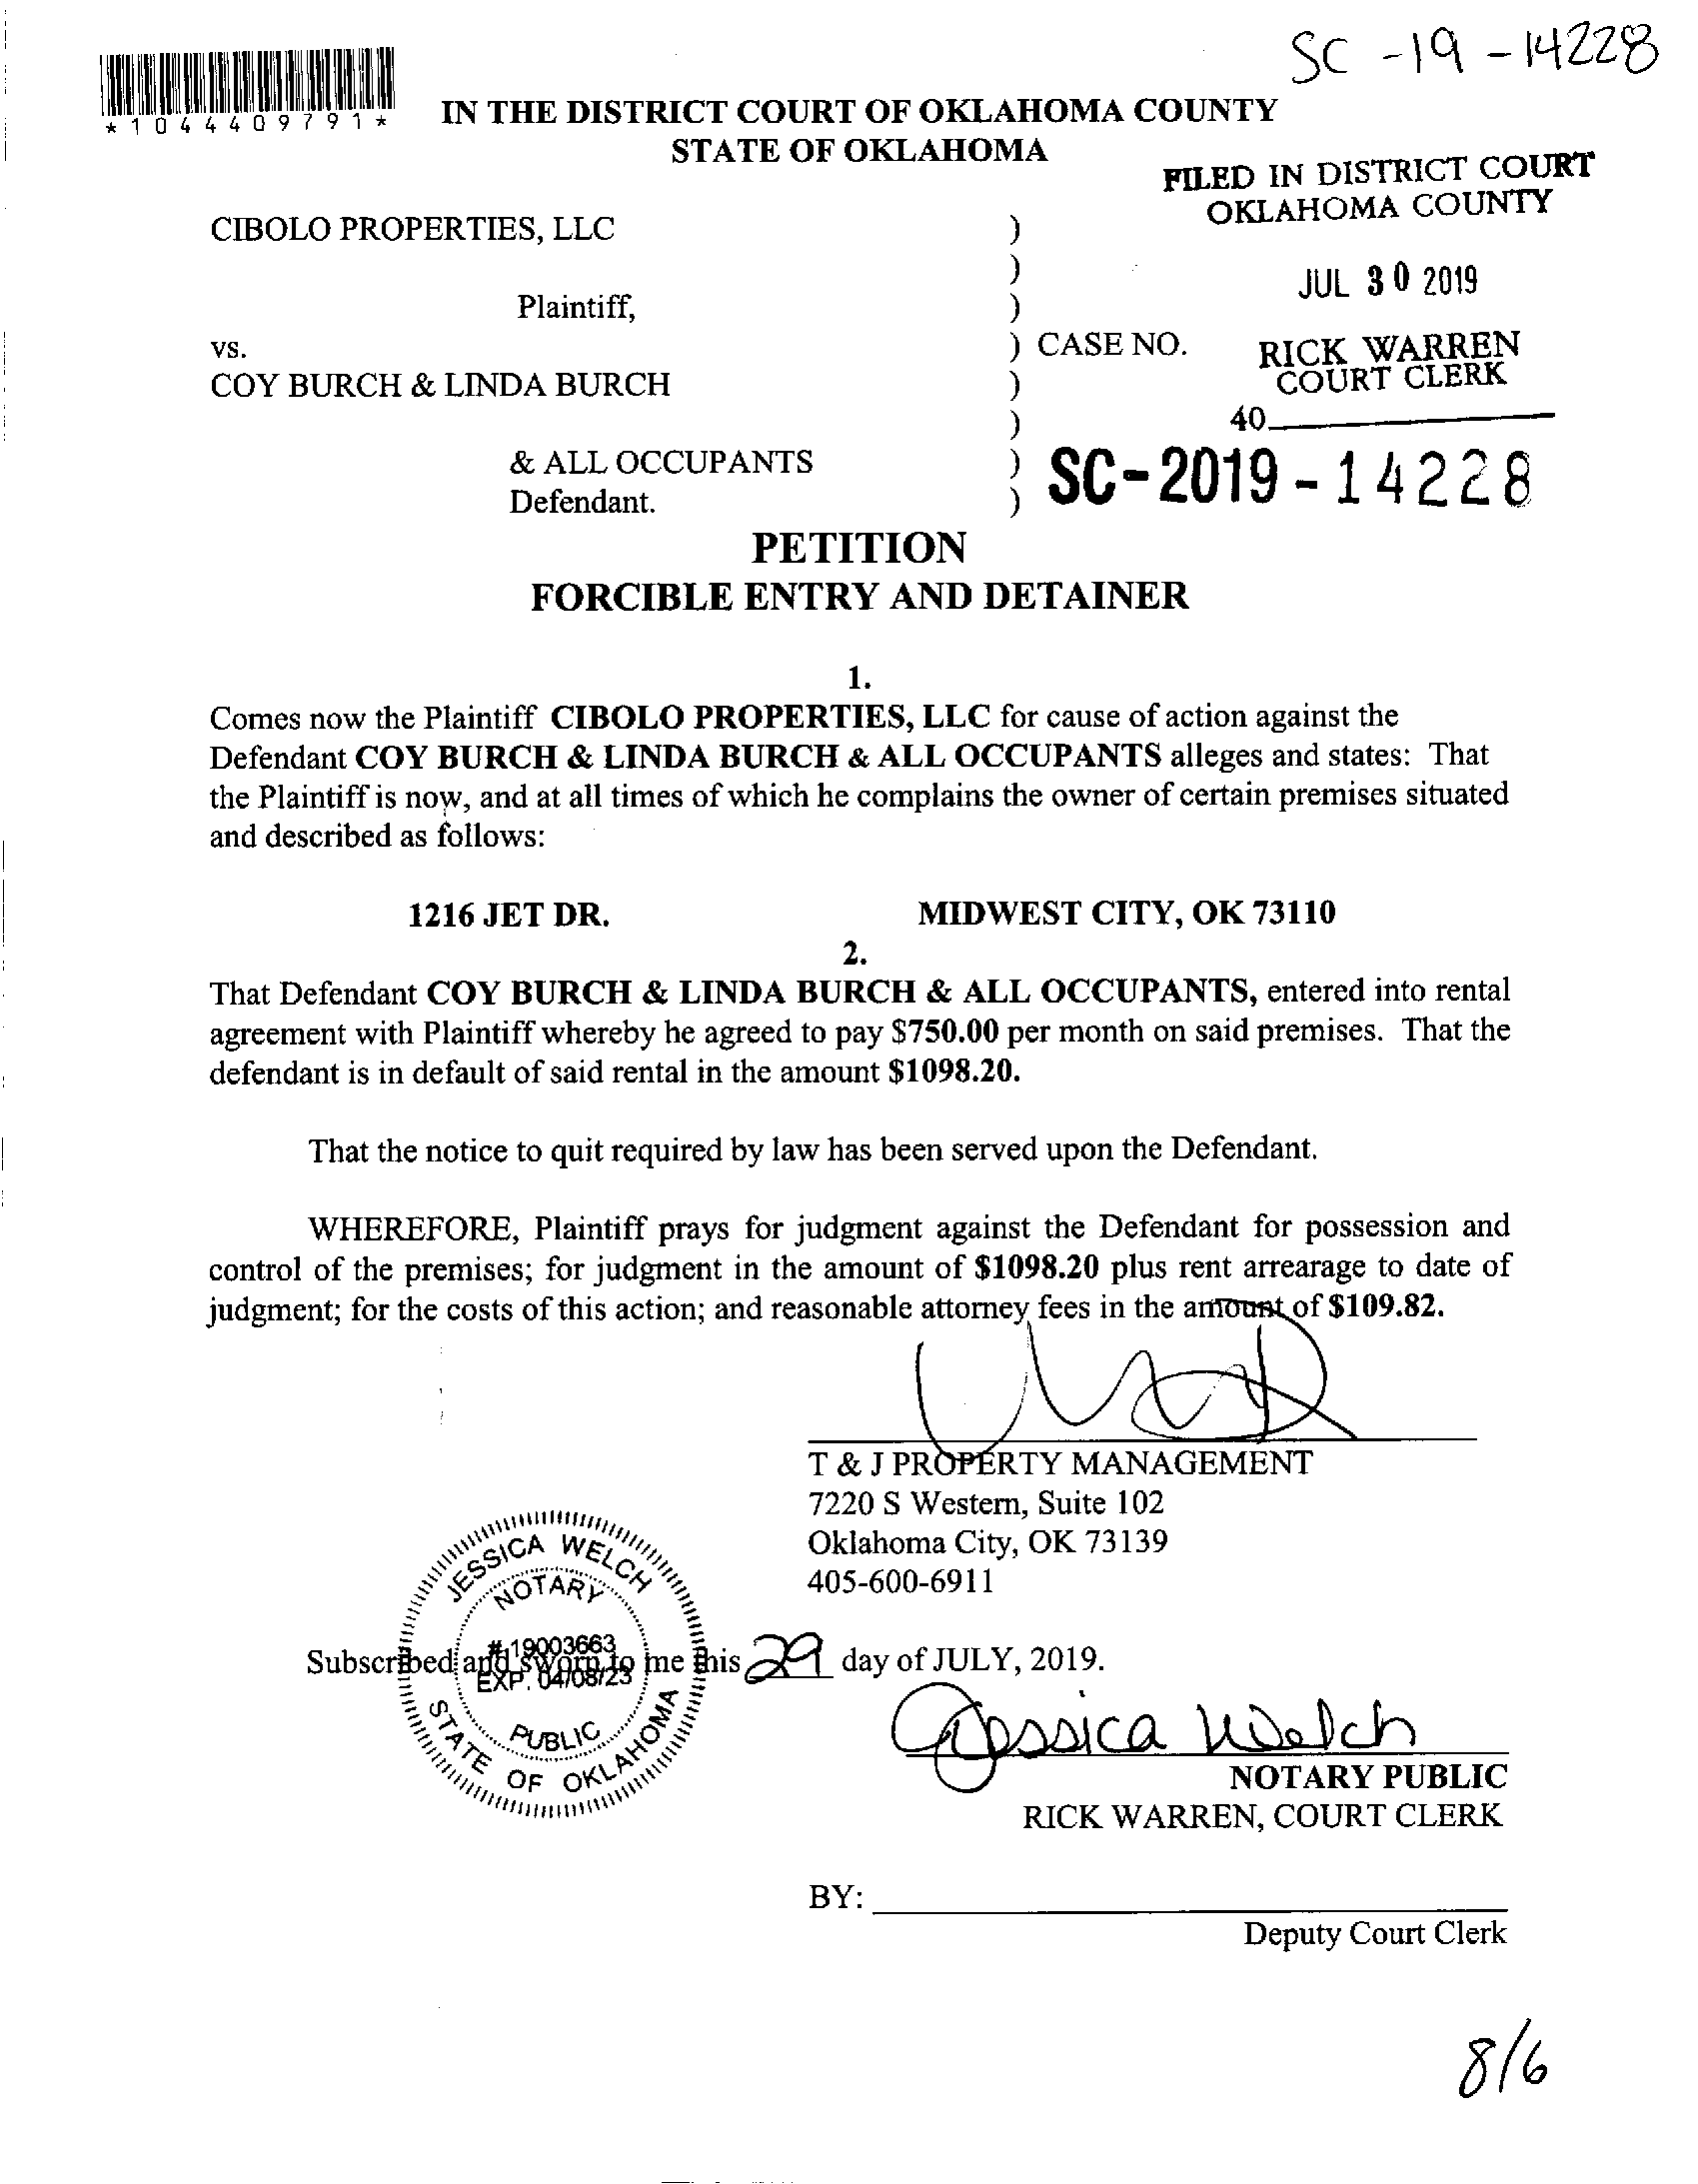 SC -19 - 14228
*1044409791*
IN THE DISTRICT COURT OF OKLAHOMA COUNTY
STATE OF OKLAHOMA
FILED IN DISTRICT COURT
OKLAHOMA COUNTY
CIBOLO PROPERTIES, LLC )
)
JUL 30 2019
Plaintiff, )
vs. ) CASE NO.
RICK WARREN
COURT CLERK
COY BURCH & LINDA BURCH )
)
40
& ALL OCCUPANTS )
Defendant. )
SC-2019-14228
PETITION
FORCIBLE ENTRY AND DETAINER
1.
Comes now the Plaintiff CIBOLO PROPERTIES, LLC for cause of action against the
Defendant COY BURCH & LINDA BURCH & ALL OCCUPANTS alleges and states: That
the Plaintiff is now, and at all times of which he complains the owner of certain premises situated
and described as follows:
1216 JET DR. MIDWEST CITY, OK 73110
2.
That Defendant COY BURCH & LINDA BURCH & ALL OCCUPANTS, entered into rental
agreement with Plaintiff whereby he agreed to pay $750.00 per month on said premises. That the
defendant is in default of said rental in the amount $1098.20.
That the notice to quit required by law has been served upon the Defendant.
WHEREFORE, Plaintiff prays for judgment against the Defendant for possession and
control of the premises; for judgment in the amount of $1098.20 plus rent arrearage to date of
judgment; for the costs of this action; and reasonable attorney fees in the amount of $109.82.
T & J PROPERTY MANAGEMENT
7220 S Western, Suite 102
Oklahoma City, OK 73139
405-600-6911
JESSICA WELCH
NOTARY
# 19003663
EXP. 04/08/23
PUBLIC
STATE OF OKLAHOMA
Subscribed and sworn to me this 29 day of JULY, 2019.
Jessica Welch
NOTARY PUBLIC
RICK WARREN, COURT CLERK
BY:
Deputy Court Clerk
8/6